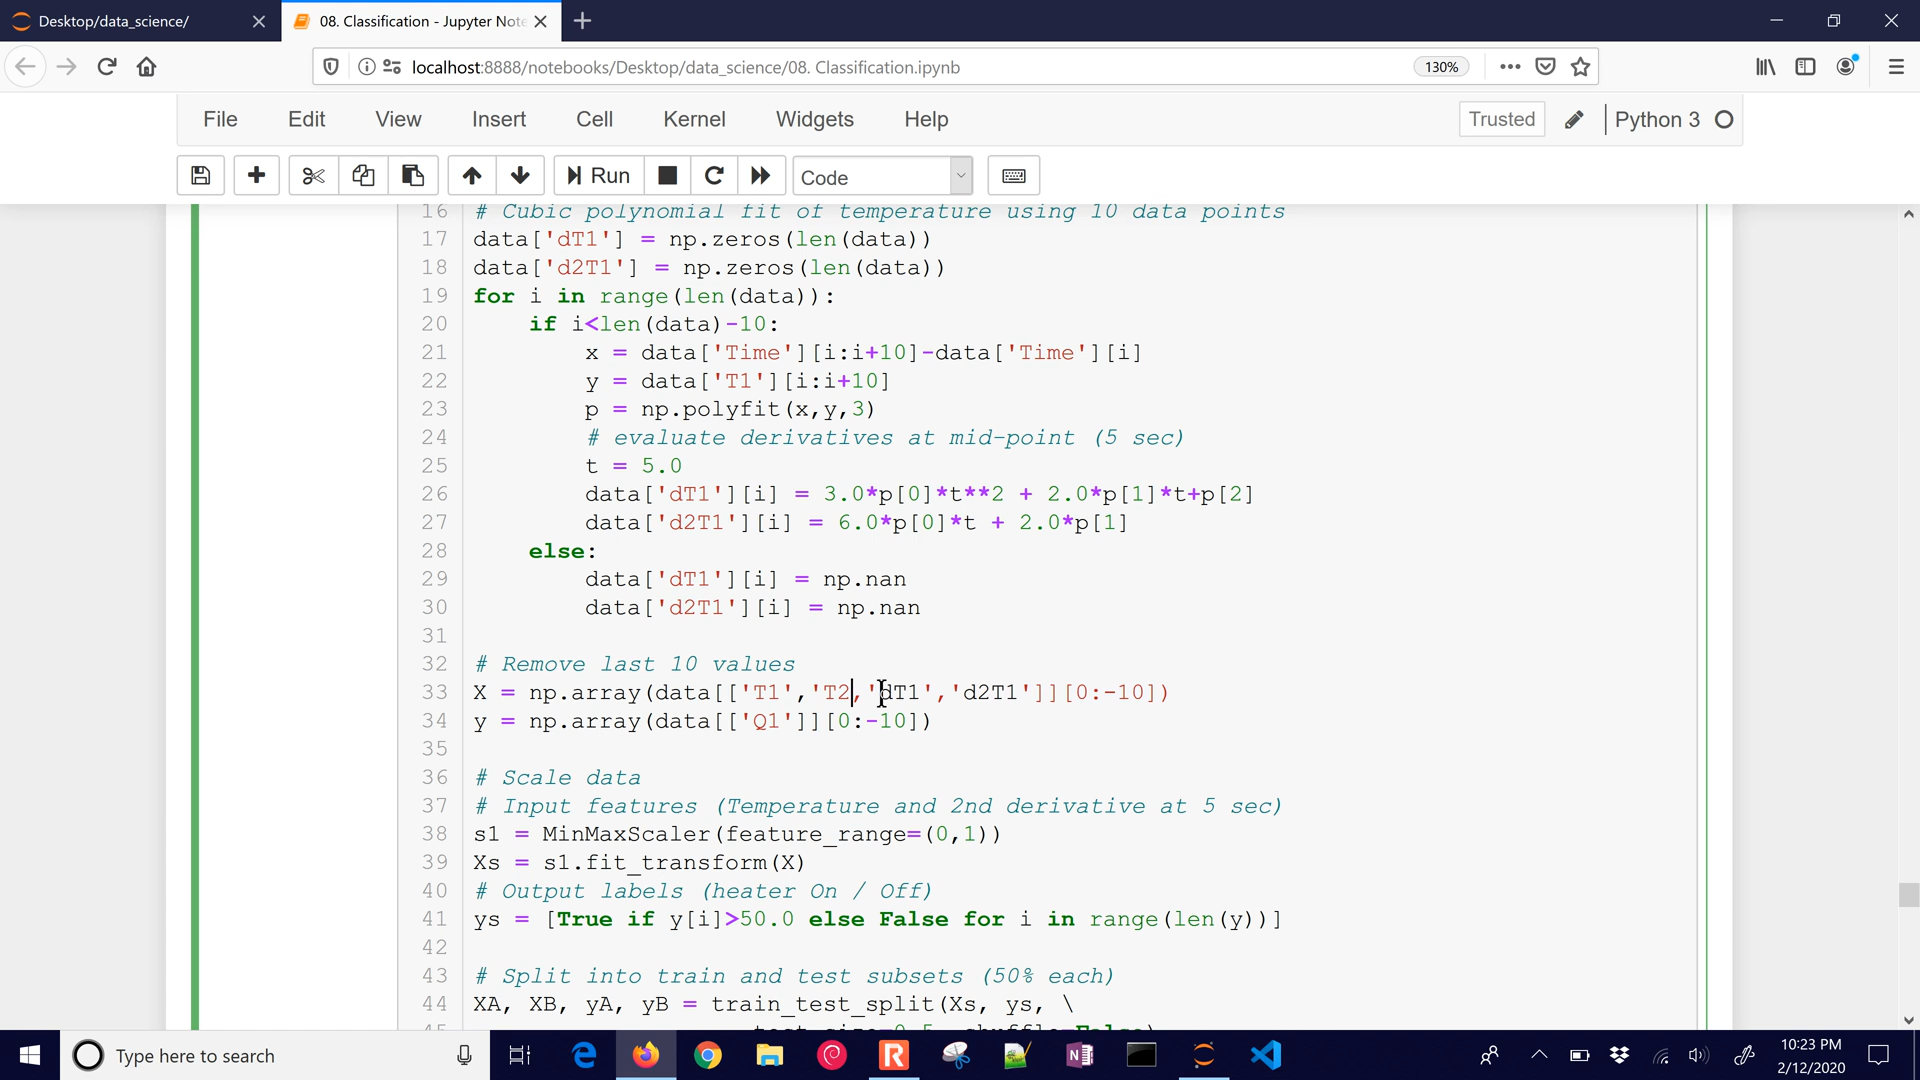 Desktop/data_science/
08. Classification - Jupyter Note
localhost:8888/notebooks/Desktop/data_science/08. Classification.ipynb
130%
File Edit View Insert Cell Kernel Widgets Help
Trusted
Python 3
Run
Code
16 # Cubic polynomial fit of temperature using 10 data points
17 data['dT1'] = np.zeros(len(data))
18 data['d2T1'] = np.zeros(len(data))
19 for i in range(len(data)):
20 if i<len(data)-10:
21 x = data['Time'][i:i+10]-data['Time'][i]
22 y = data['T1'][i:i+10]
23 p = np.polyfit(x,y,3)
24 # evaluate derivatives at mid-point (5 sec)
25 t = 5.0
26 data['dT1'][i] = 3.0*p[0]*t**2 + 2.0*p[1]*t+p[2]
27 data['d2T1'][i] = 6.0*p[0]*t + 2.0*p[1]
28 else:
29 data['dT1'][i] = np.nan
30 data['d2T1'][i] = np.nan
31
32 # Remove last 10 values
33 X = np.array(data[['T1','T2,'dT1','d2T1']][0:-10])
34 y = np.array(data[['Q1']][0:-10])
35
36 # Scale data
37 # Input features (Temperature and 2nd derivative at 5 sec)
38 s1 = MinMaxScaler(feature_range=(0,1))
39 Xs = s1.fit_transform(X)
40 # Output labels (heater On / Off)
41 ys = [True if y[i]>50.0 else False for i in range(len(y))]
42
43 # Split into train and test subsets (50% each)
44 XA, XB, yA, yB = train_test_split(Xs, ys, \
45 test_size=0.5, shuffle=False)
Type here to search
10:23 PM
2/12/2020